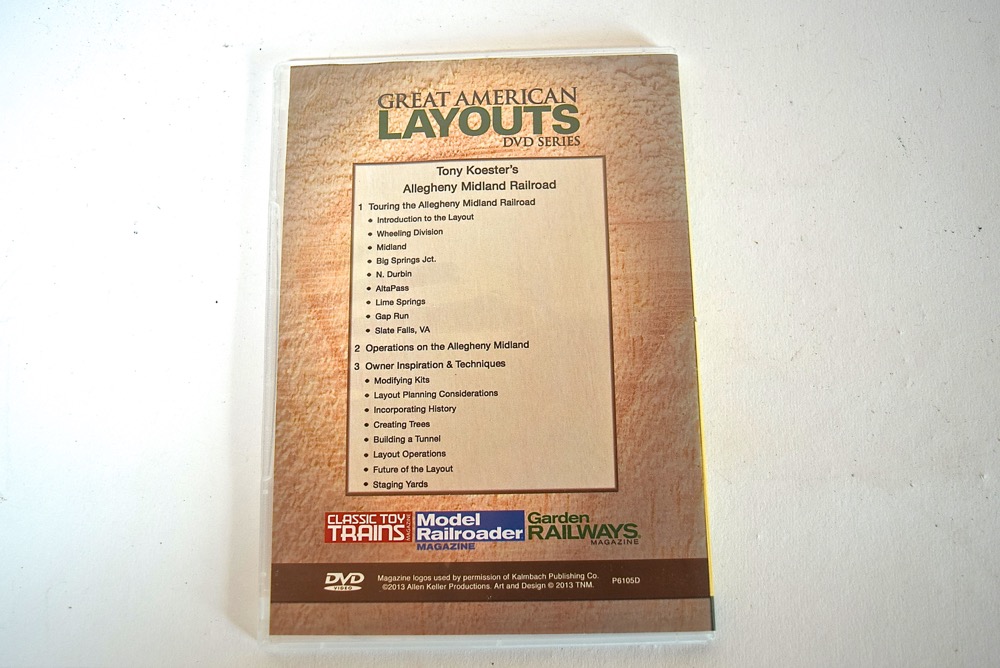 GREAT AMERICAN
LAYOUTS
DVD SERIES
Tony Koester's
Allegheny Midland Railroad
1 Touring the Allegheny Midland Railroad
• Introduction to the Layout
• Wheeling Division
• Midland
• Big Springs Jct.
• N. Durbin
• AltaPass
• Lime Springs
• Gap Run
• Slate Falls, VA
2 Operations on the Allegheny Midland
3 Owner Inspiration & Techniques
• Modifying Kits
• Layout Planning Considerations
• Incorporating History
• Creating Trees
• Building a Tunnel
• Layout Operations
• Future of the Layout
• Staging Yards
CLASSIC TOY
TRAINS
MAGAZINE
Model
Railroader
MAGAZINE
Garden
RAILWAYS
MAGAZINE
DVD
VIDEO
Magazine logos used by permission of Kalmbach Publishing Co.
©2013 Allen Keller Productions. Art and Design © 2013 TNM.
P6105D